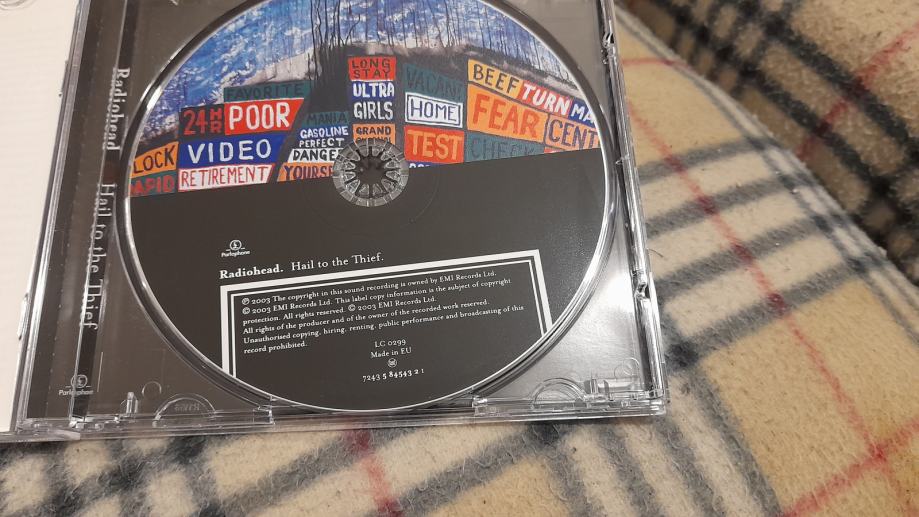 Radiohead Hail to the Thief
Parlophone
LONG
STAY
FAVORITE
VACANT
BEEF
TURN
MA
24HR
POOR
ULTRA
GIRLS
HOME
FEAR
CENT
MANIA
LOCK
VIDEO
GASOLINE
PERFECT
DANGER
GRAND
TEST
CHECK
RAPID
RETIREMENT
YOURSE
Parlophone
Radiohead. Hail to the Thief.
℗ 2003 The copyright in this sound recording is owned by EMI Records Ltd.
© 2003 EMI Records Ltd. This label copy information is the subject of copyright
protection. All rights reserved. © 2003 EMI Records Ltd.
All rights of the producer and of the owner of the recorded work reserved.
Unauthorised copying, hiring, renting, public performance and broadcasting of this
record prohibited.
LC 0299
Made in EU
7243 5 84543 2 1